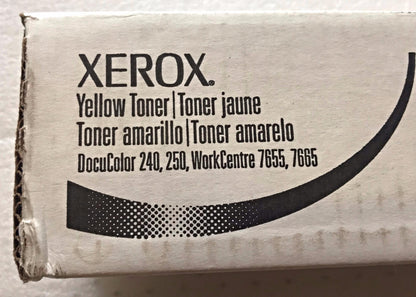 XEROX.
Yellow Toner|Toner jaune
Toner amarillo|Toner amarelo
DocuColor 240, 250, WorkCentre 7655, 7665